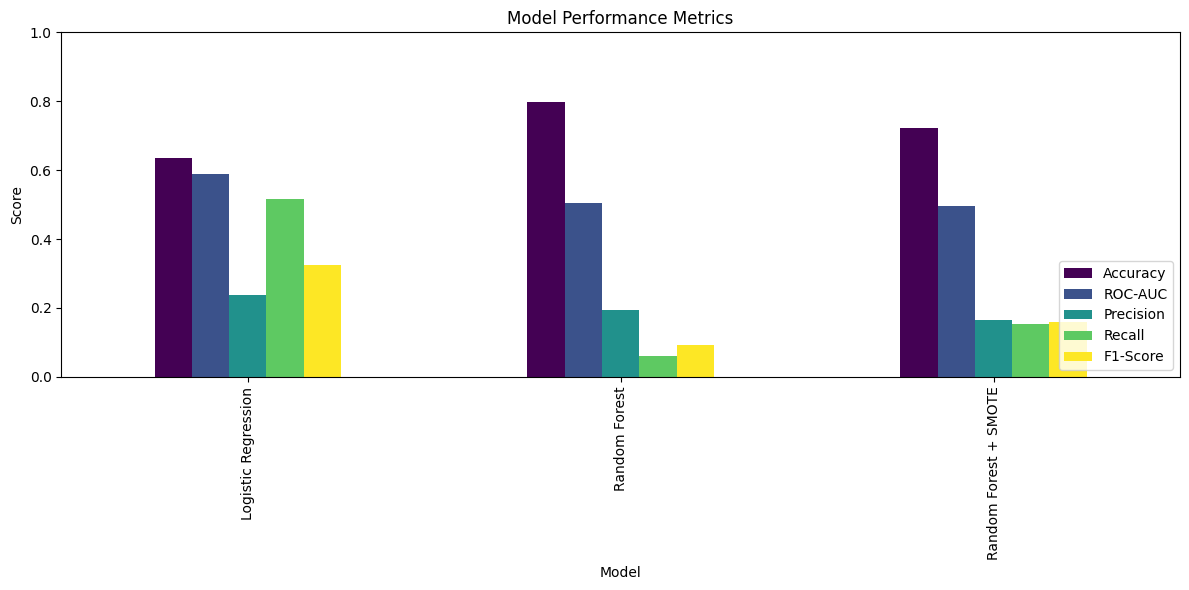 Model Performance Metrics
1.0
0.8
0.6
0.4
0.2
0.0
Score
Accuracy
ROC-AUC
Precision
Recall
F1-Score
Logistic Regression
Random Forest
Random Forest + SMOTE
Model